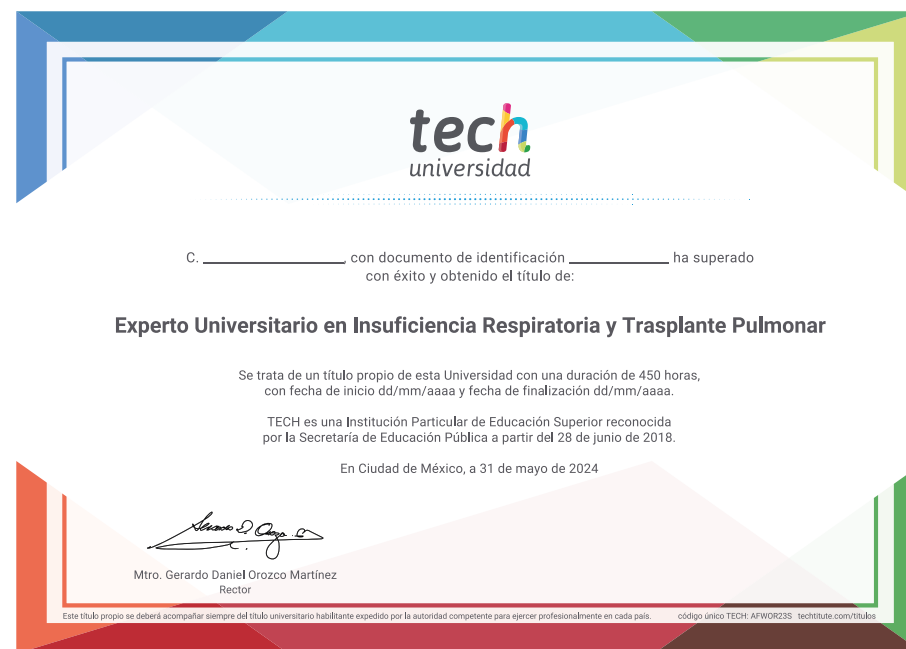 tech
universidad
C. ____________, con documento de identificación ____________ ha superado
con éxito y obtenido el título de:
Experto Universitario en Insuficiencia Respiratoria y Trasplante Pulmonar
Se trata de un título propio de esta Universidad con una duración de 450 horas,
con fecha de inicio dd/mm/aaaa y fecha de finalización dd/mm/aaaa.
TECH es una Institución Particular de Educación Superior reconocida
por la Secretaría de Educación Pública a partir del 28 de junio de 2018.
En Ciudad de México, a 31 de mayo de 2024
Mtro. Gerardo Daniel Orozco Martínez
Rector
Este título propio se deberá acompañar siempre del título universitario habilitante expedido por la autoridad competente para ejercer profesionalmente en cada país. código único TECH: AFWOR23S techtitute.com/titulos